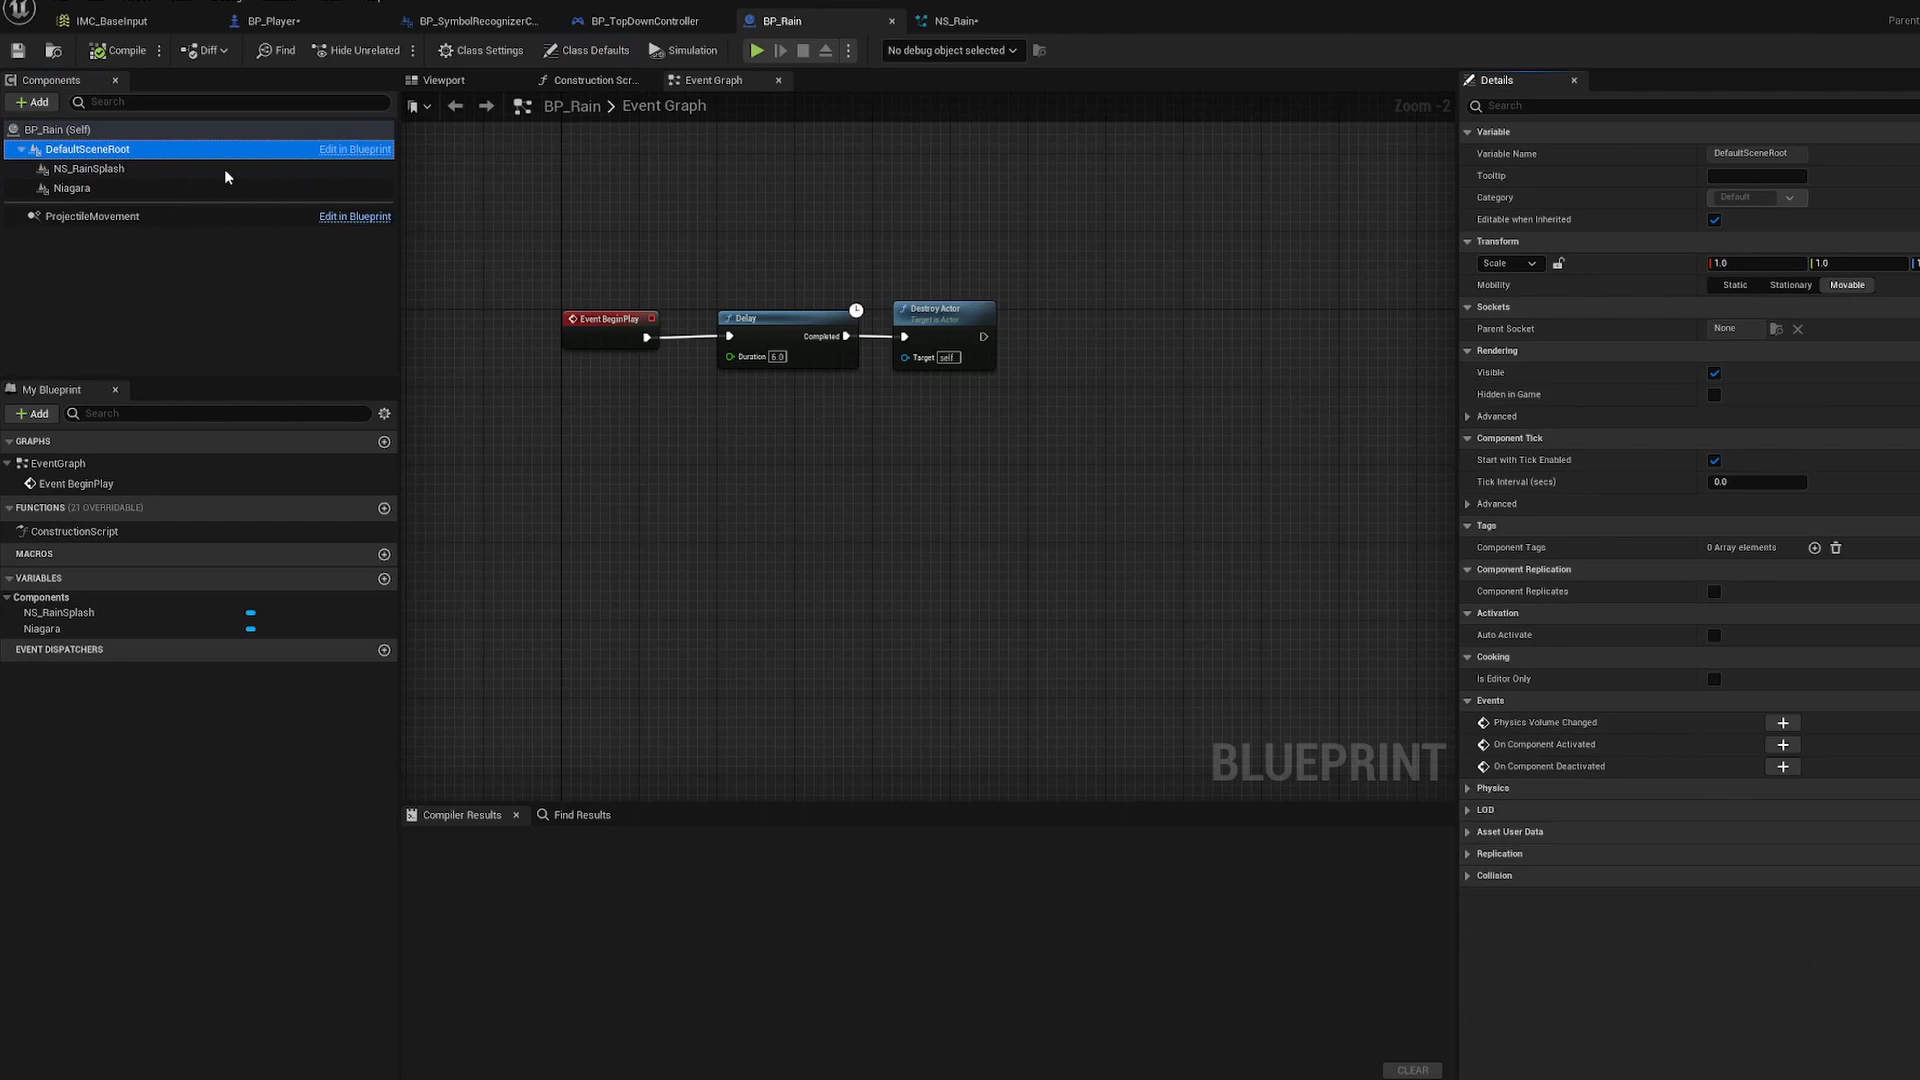 IMC_BaseInput
BP_Player*
BP_SymbolRecognizerC...
BP_TopDownController
BP_Rain
NS_Rain*
Parent
Compile
Diff
Find
Hide Unrelated
Class Settings
Class Defaults
Simulation
No debug object selected
Components
Add
Search
BP_Rain (Self)
DefaultSceneRoot Edit in Blueprint
NS_RainSplash
Niagara
ProjectileMovement Edit in Blueprint
My Blueprint
Add
Search
GRAPHS
EventGraph
Event BeginPlay
FUNCTIONS (21 OVERRIDABLE)
ConstructionScript
MACROS
VARIABLES
Components
NS_RainSplash
Niagara
EVENT DISPATCHERS
Viewport
Construction Scr...
Event Graph
BP_Rain > Event Graph
Zoom -2
Event BeginPlay
Delay
Completed
Duration 6.0
Destroy Actor
Target is Actor
Target self
BLUEPRINT
Compiler Results
Find Results
CLEAR
Details
Search
Variable
Variable Name DefaultSceneRoot
Tooltip
Category Default
Editable when Inherited
Transform
Scale 1.0 1.0 1
Mobility Static Stationary Movable
Sockets
Parent Socket None
Rendering
Visible
Hidden in Game
Advanced
Component Tick
Start with Tick Enabled
Tick Interval (secs) 0.0
Advanced
Tags
Component Tags 0 Array elements
Component Replication
Component Replicates
Activation
Auto Activate
Cooking
Is Editor Only
Events
Physics Volume Changed
On Component Activated
On Component Deactivated
Physics
LOD
Asset User Data
Replication
Collision